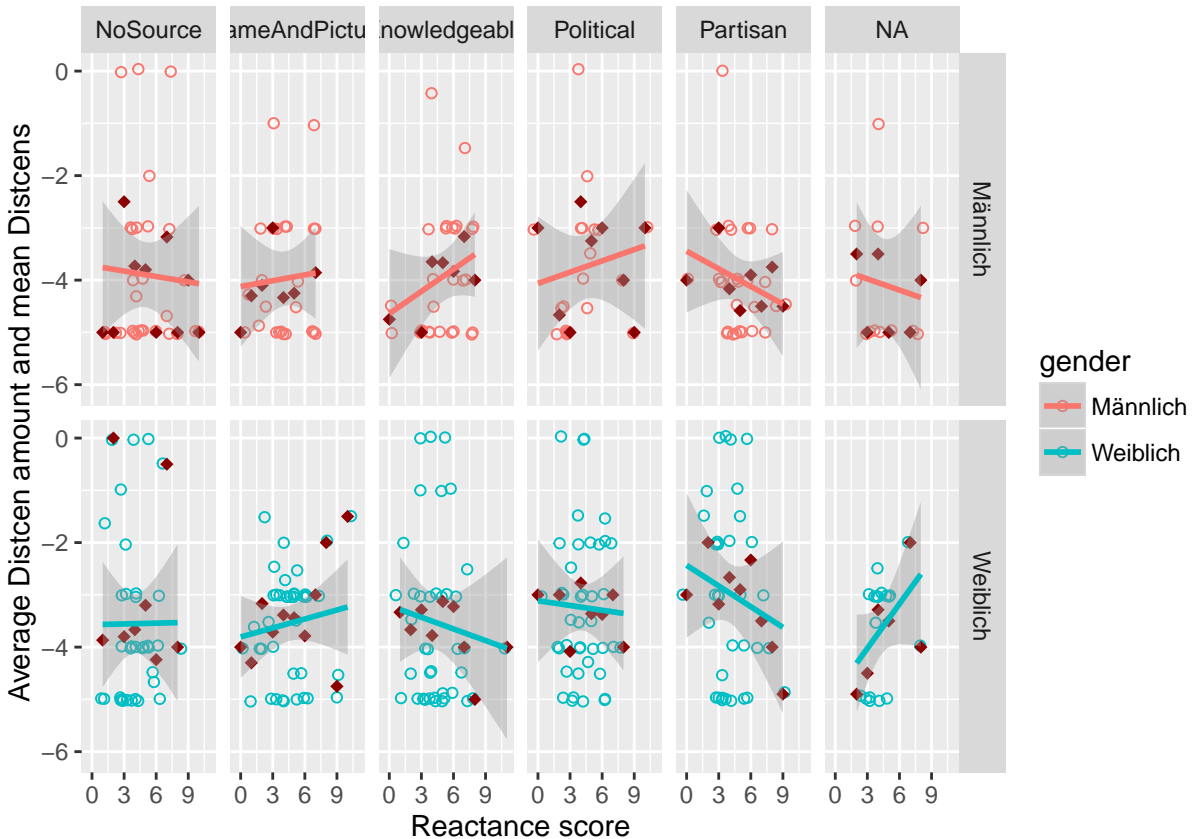 NoSource
ameAndPictu
nowledgeabl
Political
Partisan
NA
Average Distcen amount and mean Distcens
0
−2
−4
−6
Männlich
0
−2
−4
−6
Weiblich
0 3 6 9 0 3 6 9 0 3 6 9 0 3 6 9 0 3 6 9 0 3 6 9
Reactance score
gender
Männlich
Weiblich